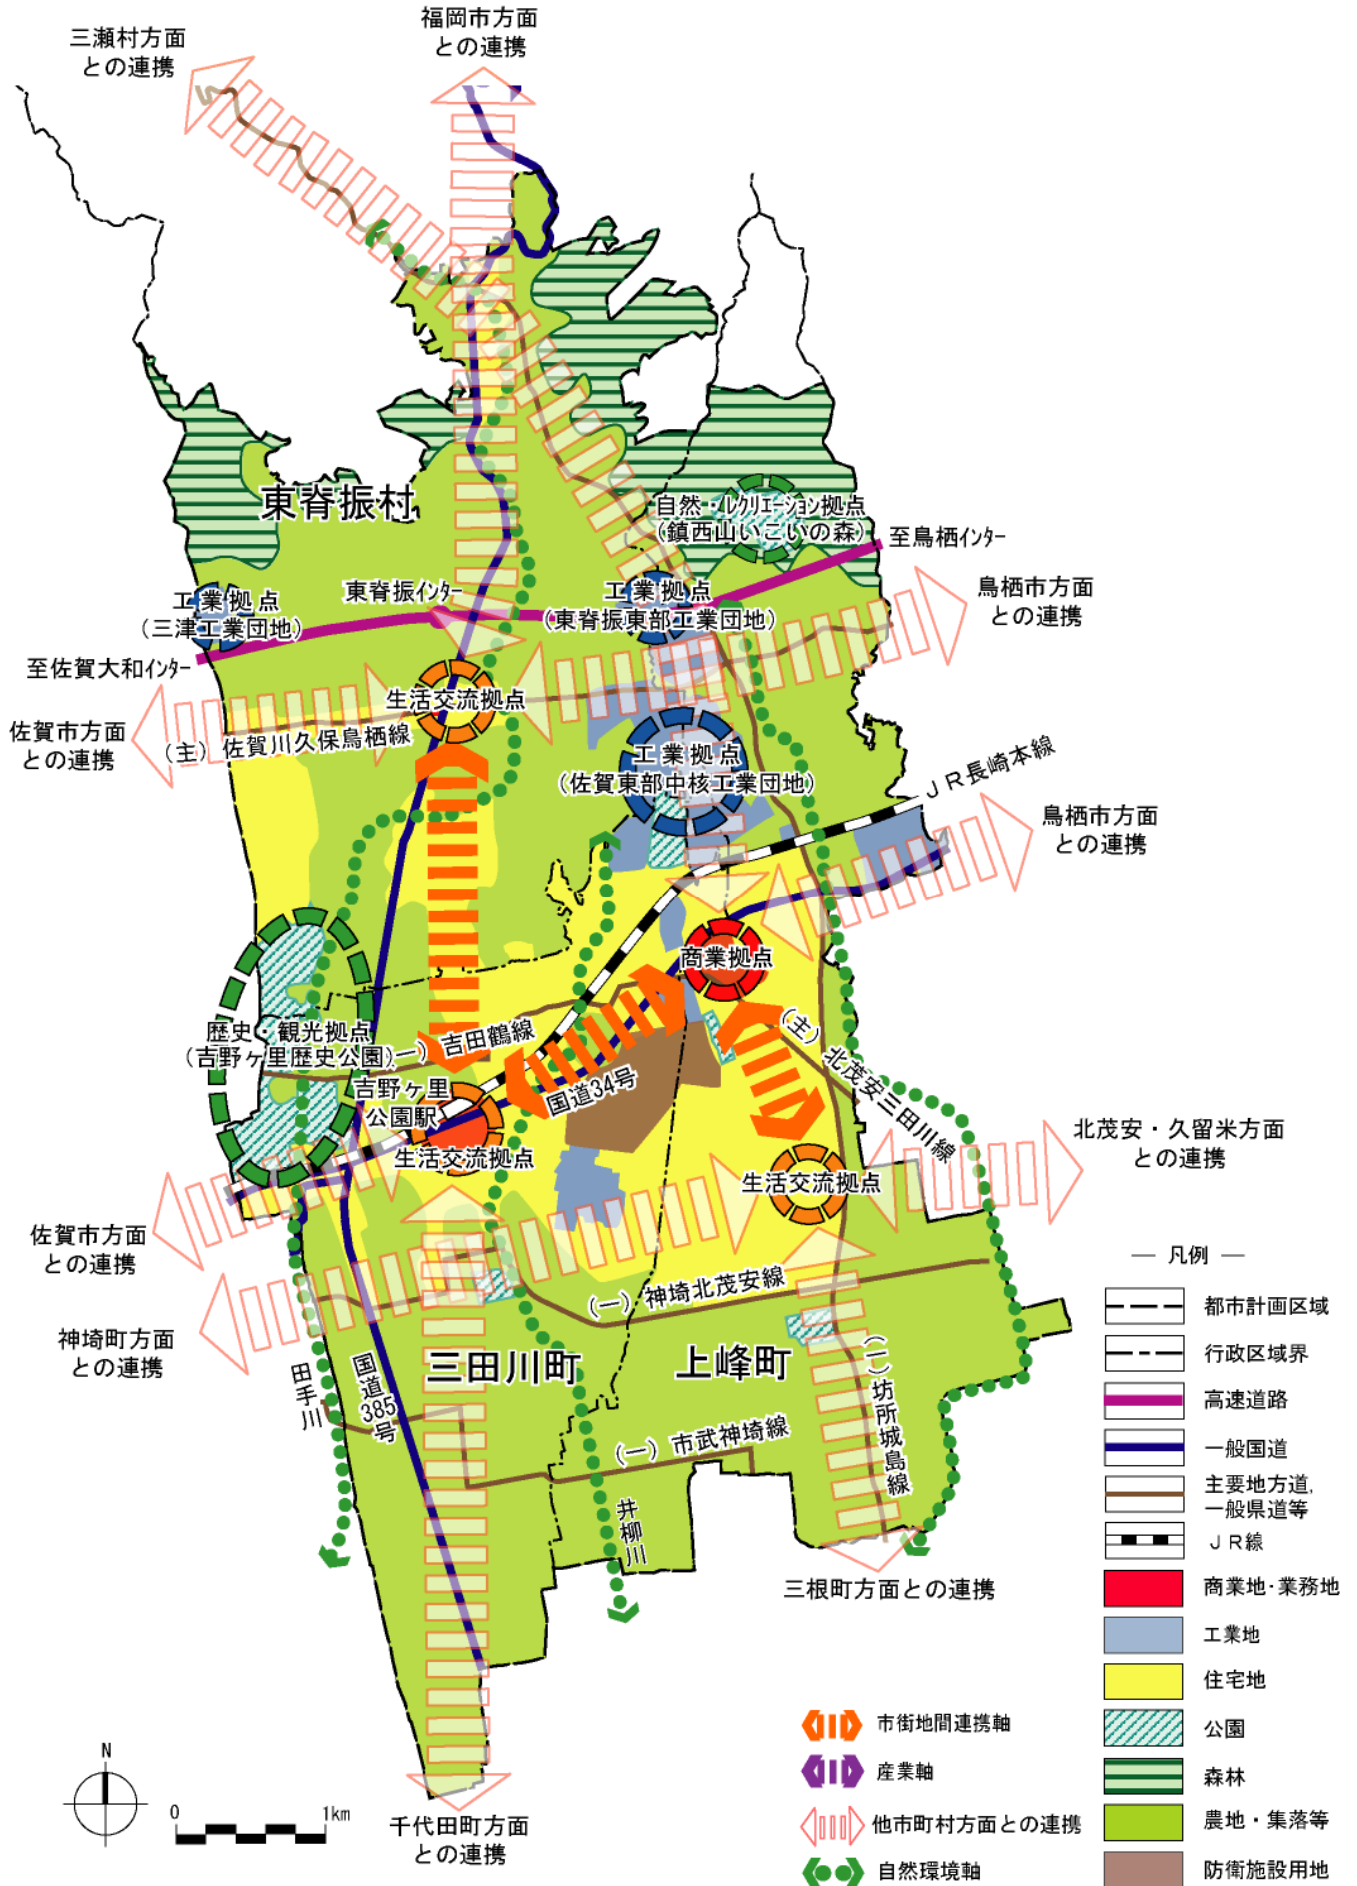 三瀬村方面
との連携
福岡市方面
との連携
東脊振村
自然・レクリエーション拠点
(鎮西山いこいの森)
至鳥栖インター
工業拠点
(三津工業団地)
東脊振インター
工業拠点
(東脊振東部工業団地)
鳥栖市方面
との連携
至佐賀大和インター
生活交流拠点
佐賀市方面
との連携
(主)佐賀川久保鳥栖線
工業拠点
(佐賀東部中核工業団地)
JR長崎本線
鳥栖市方面
との連携
商業拠点
歴史・観光拠点
(吉野ヶ里歴史公園)
(一)吉田鶴線
(主)北茂安三田川線
吉野ヶ里
公園駅
国道34号
生活交流拠点
生活交流拠点
北茂安・久留米方面
との連携
佐賀市方面
との連携
神埼町方面
との連携
(一)神埼北茂安線
田手川
国道385号
三田川町
上峰町
(一)坊所城島線
(一)市武神埼線
井柳川
三根町方面との連携
千代田町方面
との連携
N
0
1km
市街地間連携軸
産業軸
他市町村方面との連携
自然環境軸
― 凡例 ―
都市計画区域
行政区域界
高速道路
一般国道
主要地方道,
一般県道等
JR線
商業地・業務地
工業地
住宅地
公園
森林
農地・集落等
防衛施設用地